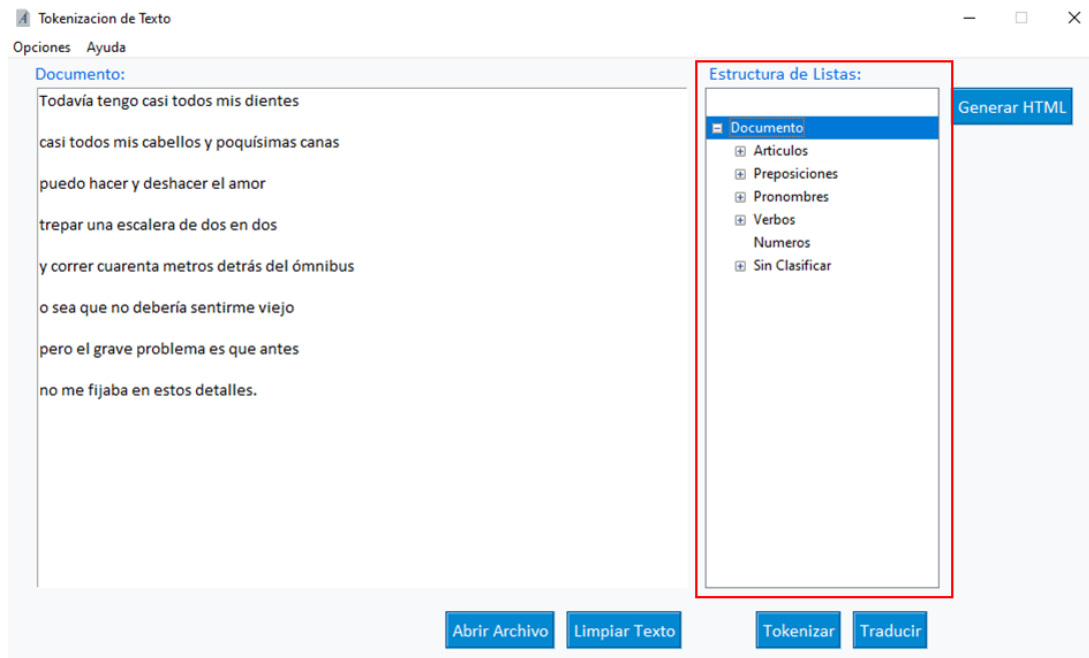 Tokenizacion de Texto
Opciones Ayuda
Documento:
Todavía tengo casi todos mis dientes
casi todos mis cabellos y poquísimas canas
puedo hacer y deshacer el amor
trepar una escalera de dos en dos
y correr cuarenta metros detrás del ómnibus
o sea que no debería sentirme viejo
pero el grave problema es que antes
no me fijaba en estos detalles.
Estructura de Listas:
Documento
Articulos
Preposiciones
Pronombres
Verbos
Numeros
Sin Clasificar
Generar HTML
Abrir Archivo
Limpiar Texto
Tokenizar
Traducir